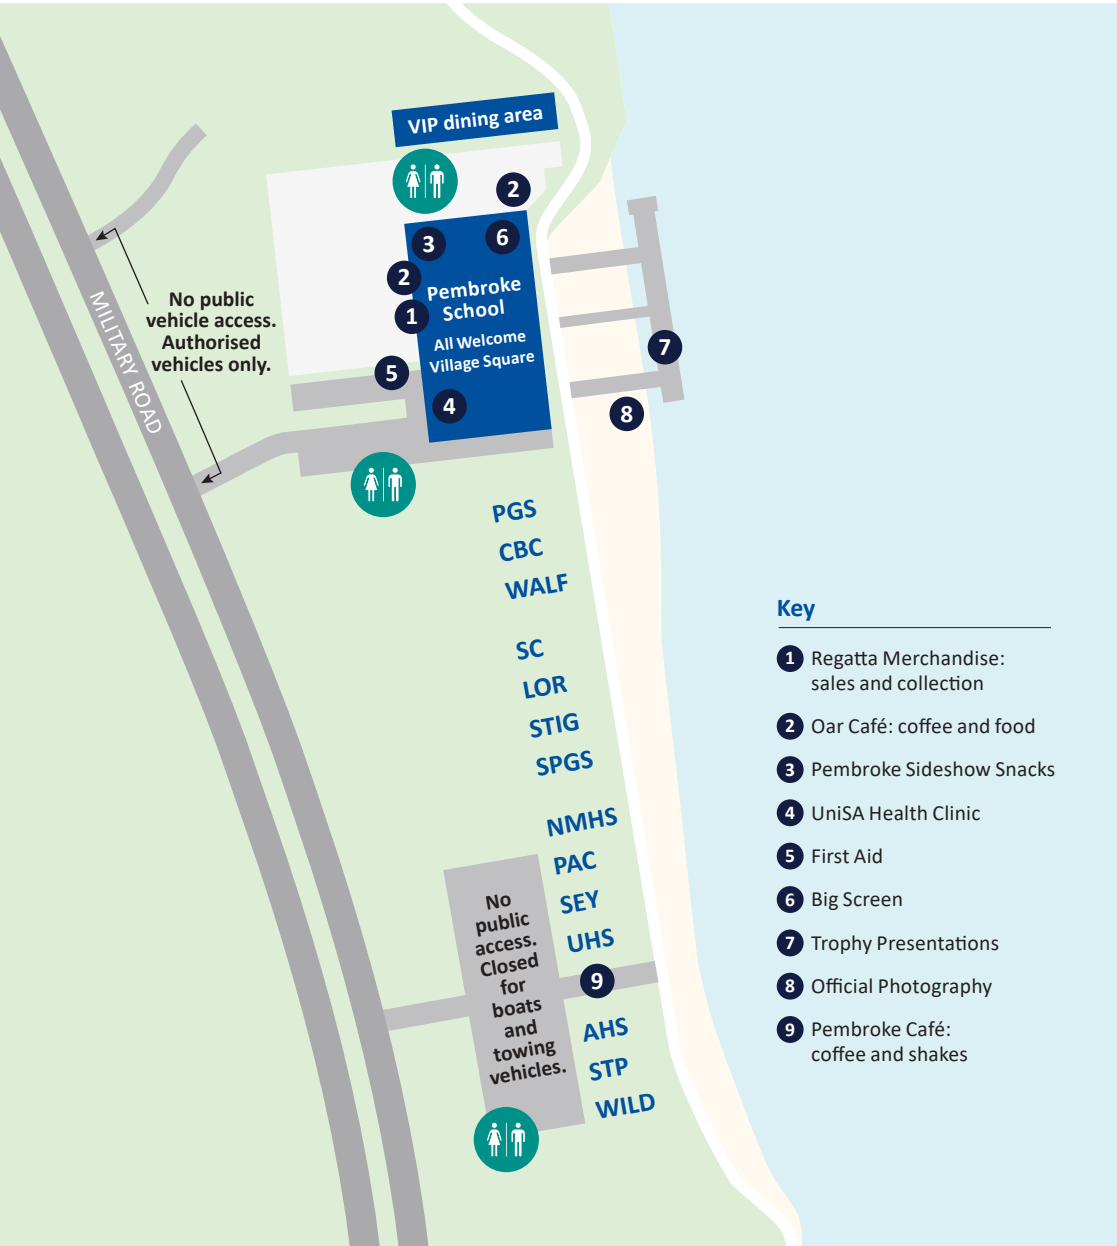 VIP dining area
2
3
6
2
Pembroke
School
1
All Welcome
Village Square
No public
vehicle access.
Authorised
vehicles only.
MILITARY ROAD
5
4
7
8
PGS
CBC
WALF
SC
LOR
STIG
SPGS
NMHS
PAC
SEY
UHS
No
public
access.
Closed
for
boats
and
towing
vehicles.
9
AHS
STP
WILD
Key
1 Regatta Merchandise:
sales and collection
2 Oar Café: coffee and food
3 Pembroke Sideshow Snacks
4 UniSA Health Clinic
5 First Aid
6 Big Screen
7 Trophy Presentations
8 Official Photography
9 Pembroke Café:
coffee and shakes